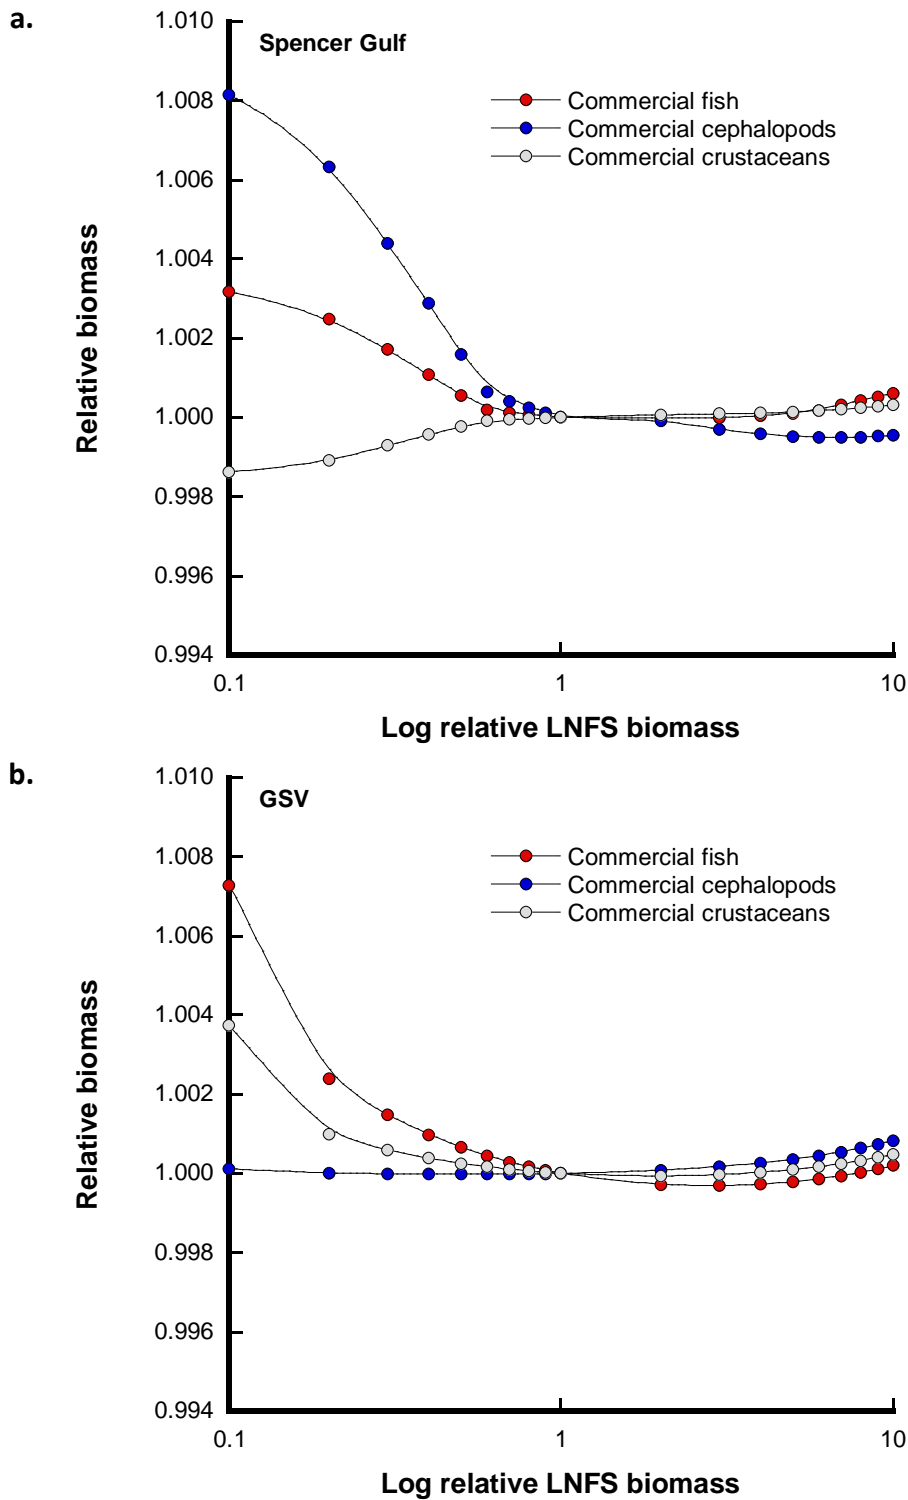 a.
Spencer Gulf
Commercial fish
Commercial cephalopods
Commercial crustaceans
1.010
1.008
1.006
1.004
1.002
1.000
0.998
0.996
0.994
Relative biomass
0.1
1
10
Log relative LNFS biomass
b.
GSV
Commercial fish
Commercial cephalopods
Commercial crustaceans
1.010
1.008
1.006
1.004
1.002
1.000
0.998
0.996
0.994
Relative biomass
0.1
1
10
Log relative LNFS biomass